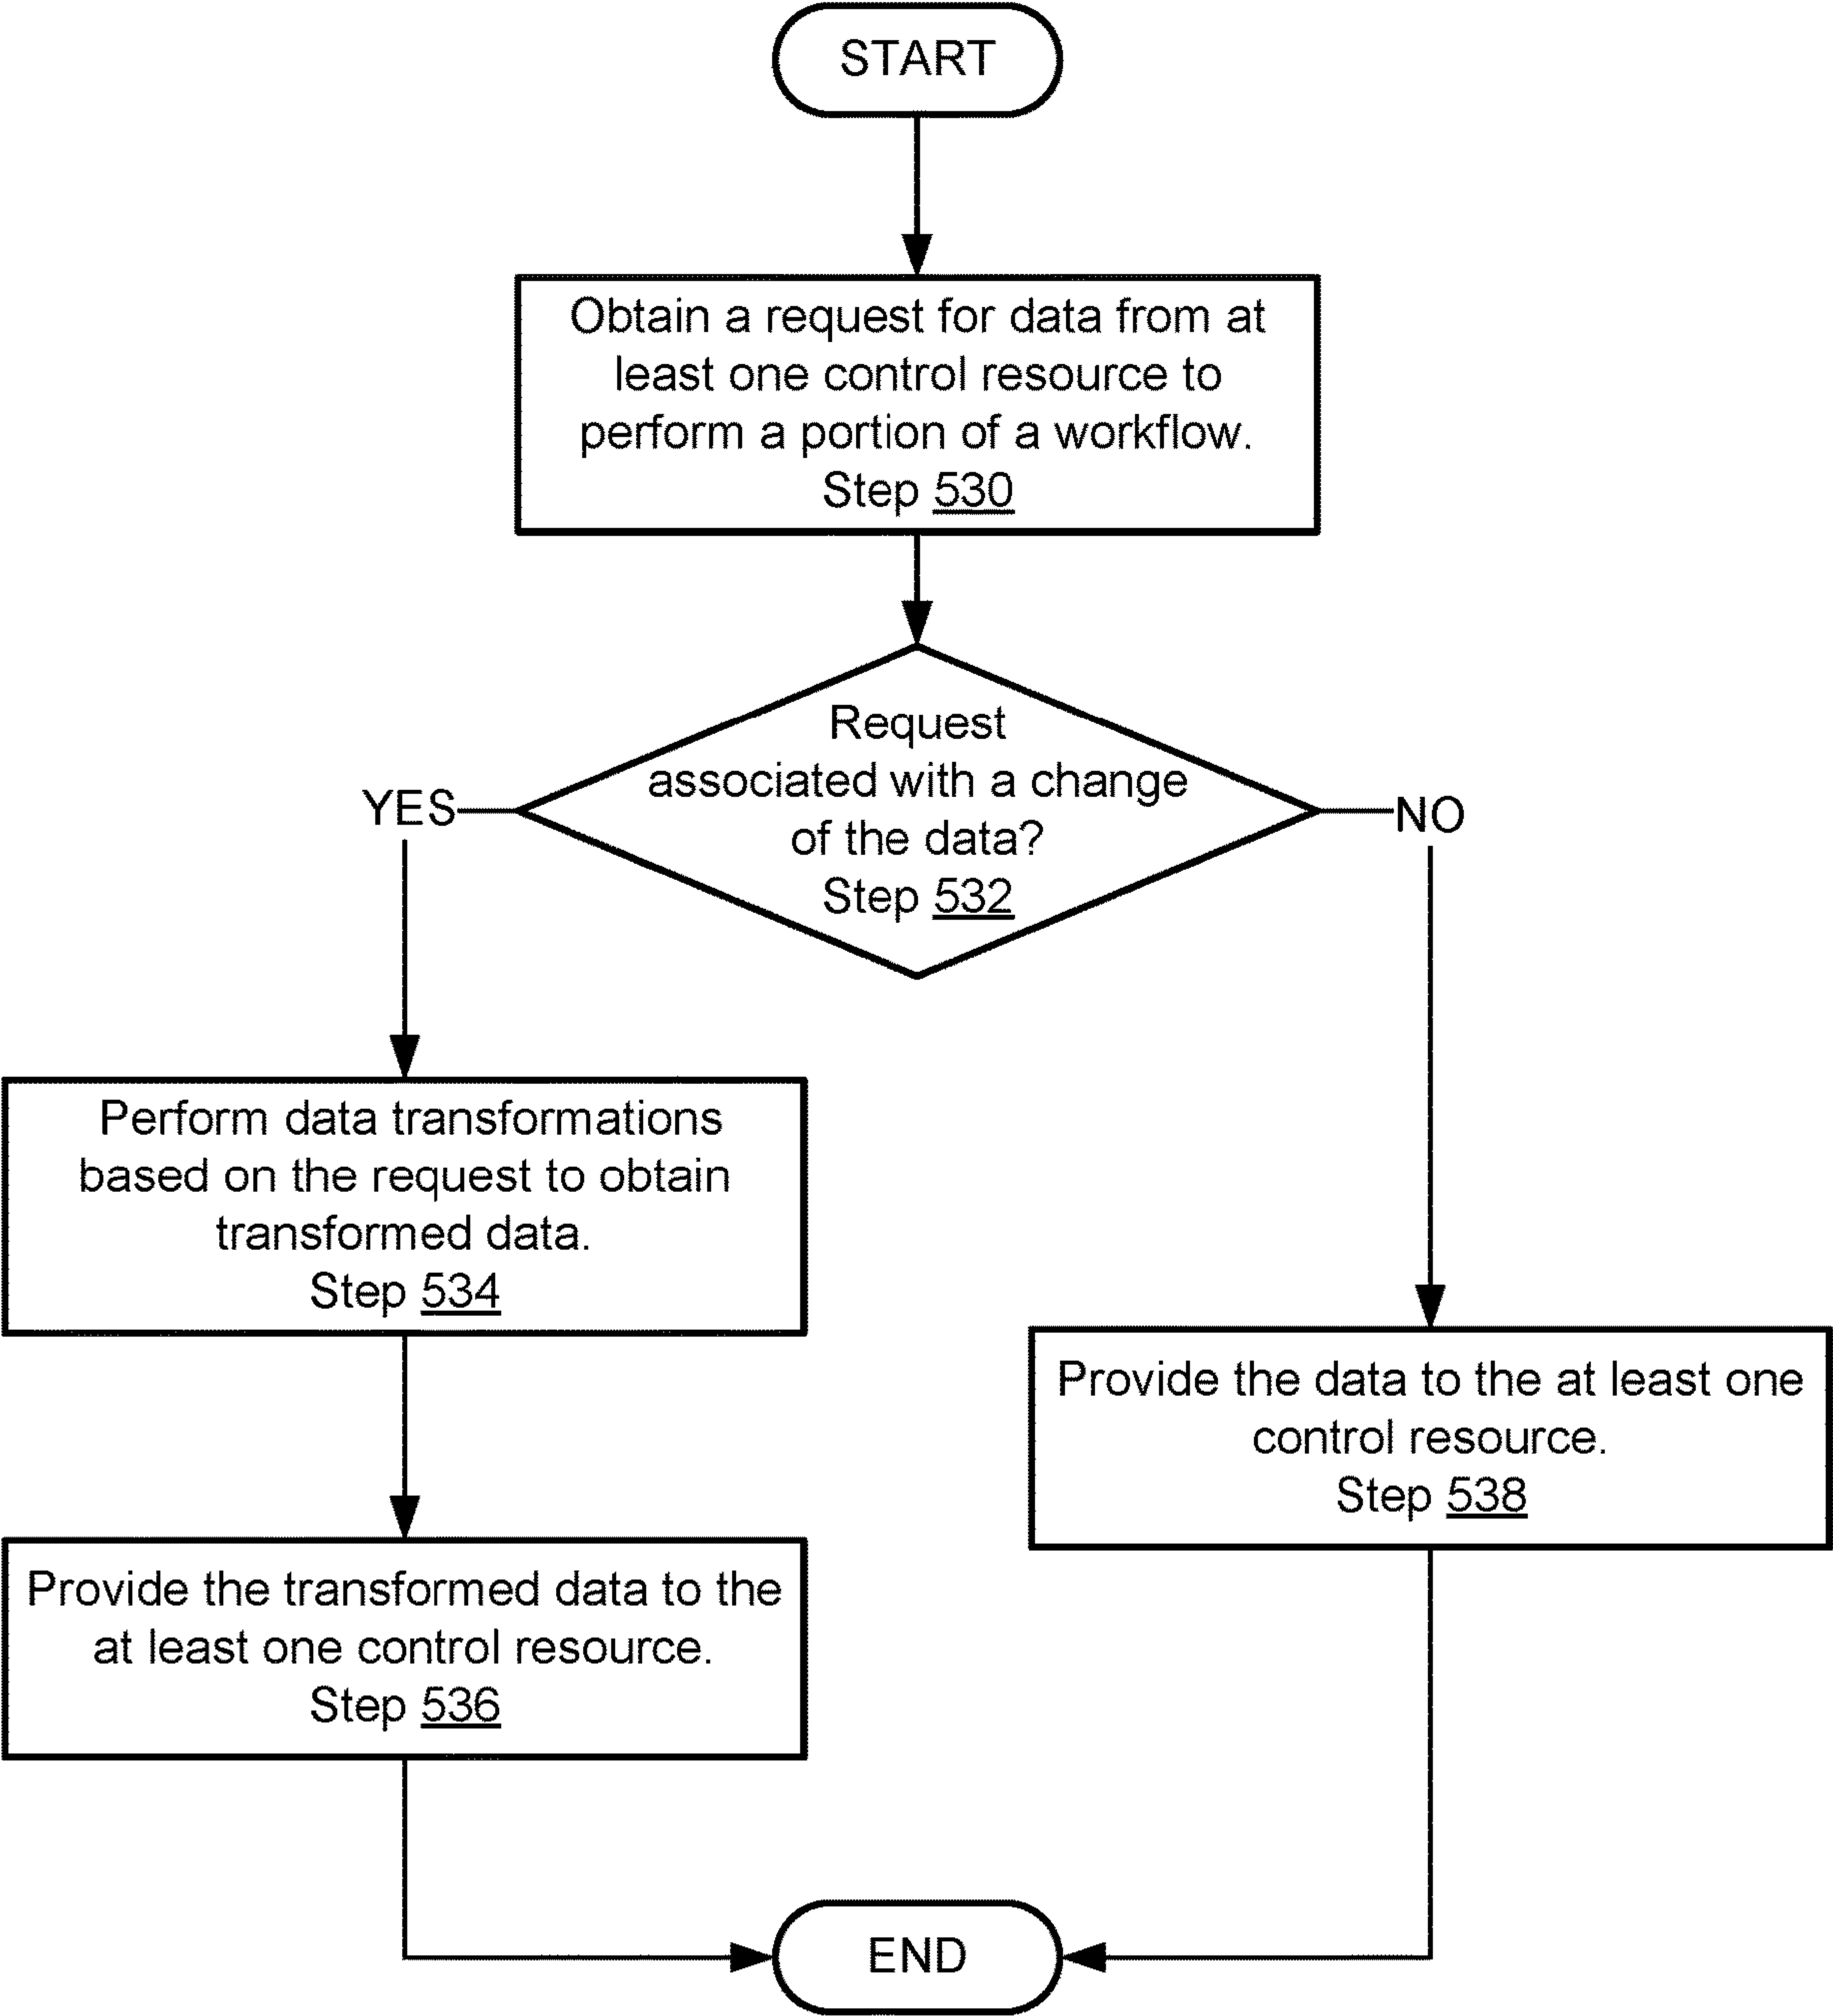 START
Obtain a request for data from at
least one control resource to
perform a portion of a workflow.
Step 530
Request
associated with a change
of the data?
Step 532
YES
NO
Perform data transformations
based on the request to obtain
transformed data.
Step 534
Provide the data to the at least one
control resource.
Step 538
Provide the transformed data to the
at least one control resource.
Step 536
END